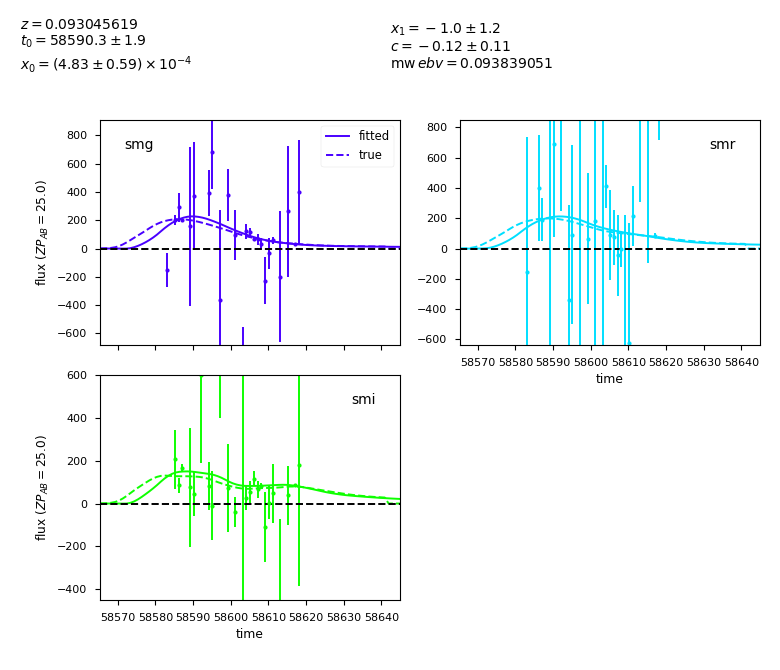 z = 0.093045619
t₀ = 58590.3 ± 1.9
x₀ = (4.83 ± 0.59) × 10⁻⁴
x₁ = −1.0 ± 1.2
c = −0.12 ± 0.11
mw ebv = 0.093839051
smg
fitted
true
flux (ZP_AB = 25.0)
800
600
400
200
0
−200
−400
−600
smr
800
600
400
200
0
−200
−400
−600
58570 58580 58590 58600 58610 58620 58630 58640
time
smi
flux (ZP_AB = 25.0)
600
400
200
0
−200
−400
58570 58580 58590 58600 58610 58620 58630 58640
time